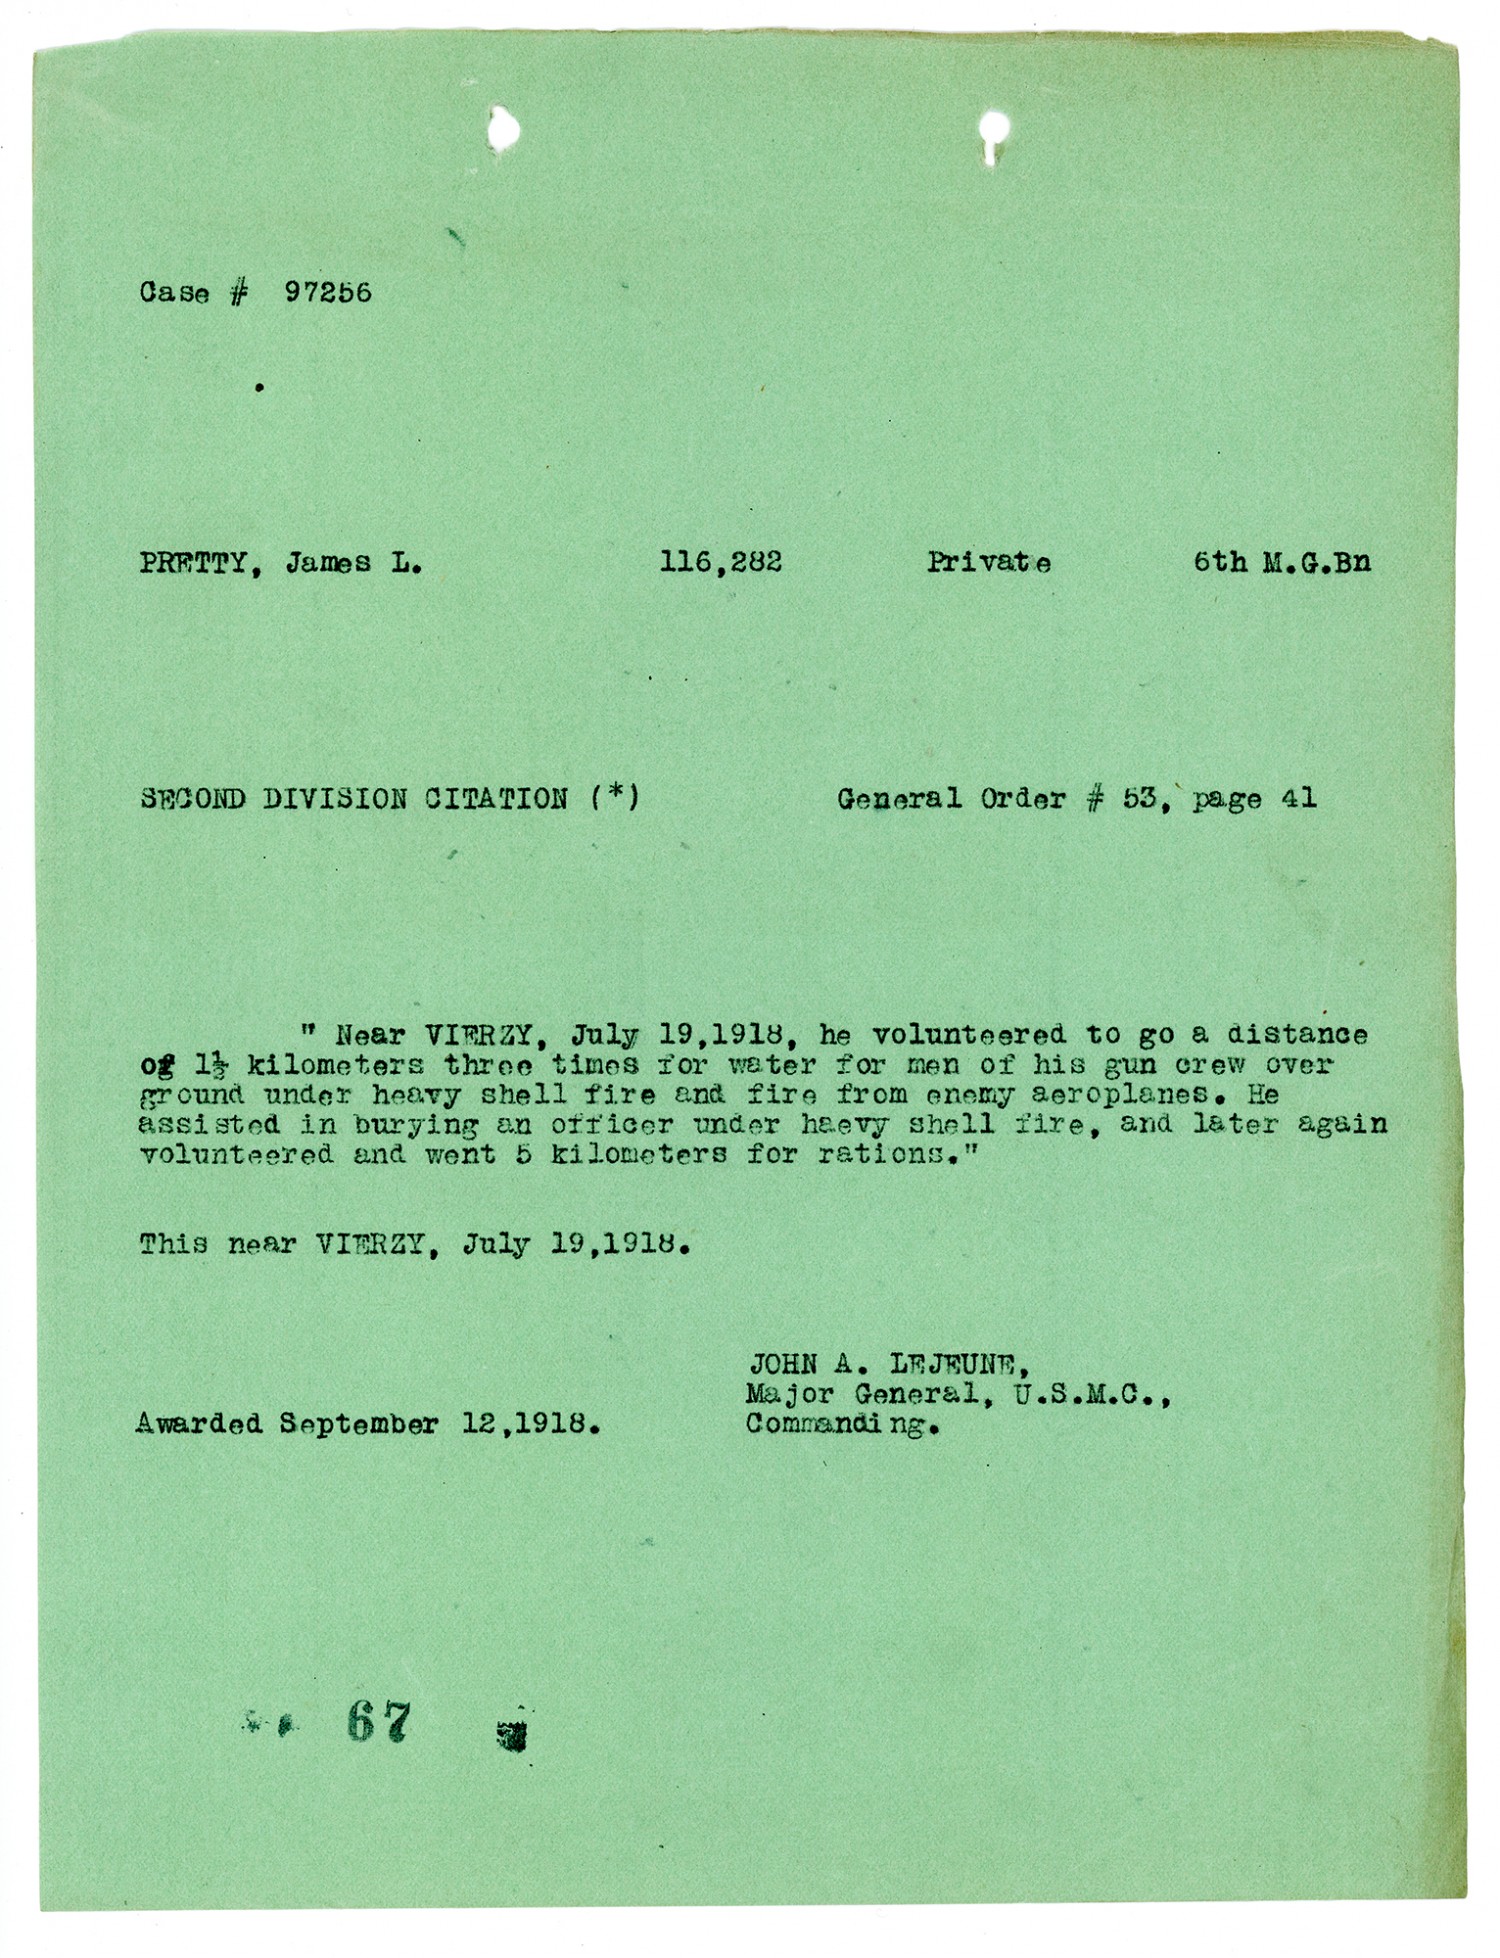 Case # 97256
PRETTY, James L. 116,282 Private 6th M.G.Bn
SECOND DIVISION CITATION (*) General Order # 53, page 41
" Near VIERZY, July 19,1918, he volunteered to go a distance
of 1½ kilometers three times for water for men of his gun crew over
ground under heavy shell fire and fire from enemy aeroplanes. He
assisted in burying an officer under haevy shell fire, and later again
volunteered and went 5 kilometers for rations."
This near VIERZY, July 19,1918.
JOHN A. LEJEUNE,
Major General, U.S.M.C.,
Awarded September 12,1918. Commanding.
67